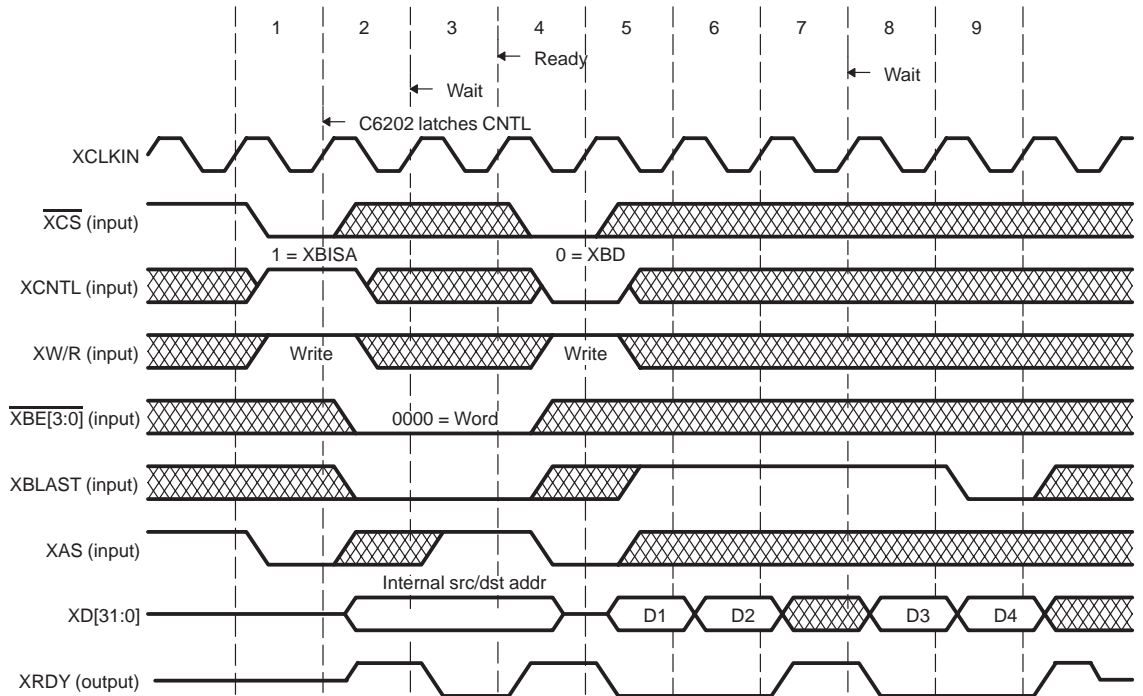 1 2 3 4 5 6 7 8 9
Ready
Wait
Wait
C6202 latches CNTL
XCLKIN
XCS (input)
1 = XBISA
0 = XBD
XCNTL (input)
XW/R (input)
Write
Write
XBE[3:0] (input)
0000 = Word
XBLAST (input)
XAS (input)
Internal src/dst addr
XD[31:0]
D1
D2
D3
D4
XRDY (output)